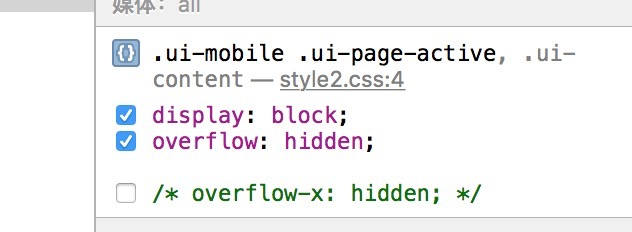 媒体：all
{} .ui-mobile .ui-page-active, .ui-
content — style2.css:4
display: block;
overflow: hidden;
/* overflow-x: hidden; */